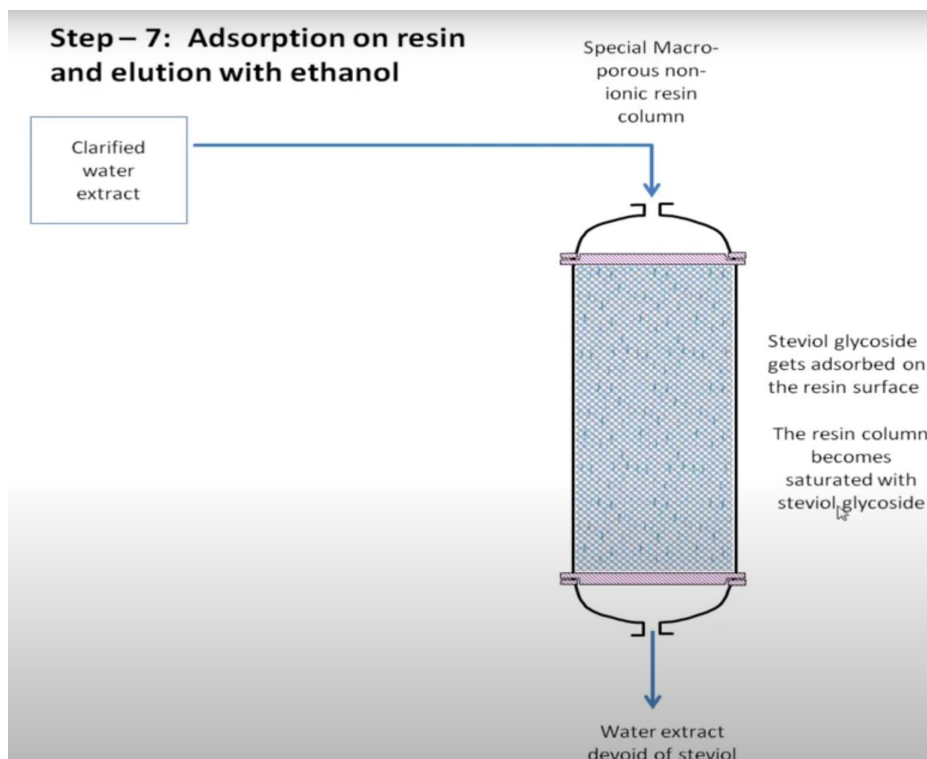 Step – 7:  Adsorption on resin
and elution with ethanol
Special Macro-
porous non-
ionic resin
column
Clarified
water
extract
Steviol glycoside
gets adsorbed on
the resin surface
The resin column
becomes
saturated with
steviol glycoside
Water extract
devoid of steviol